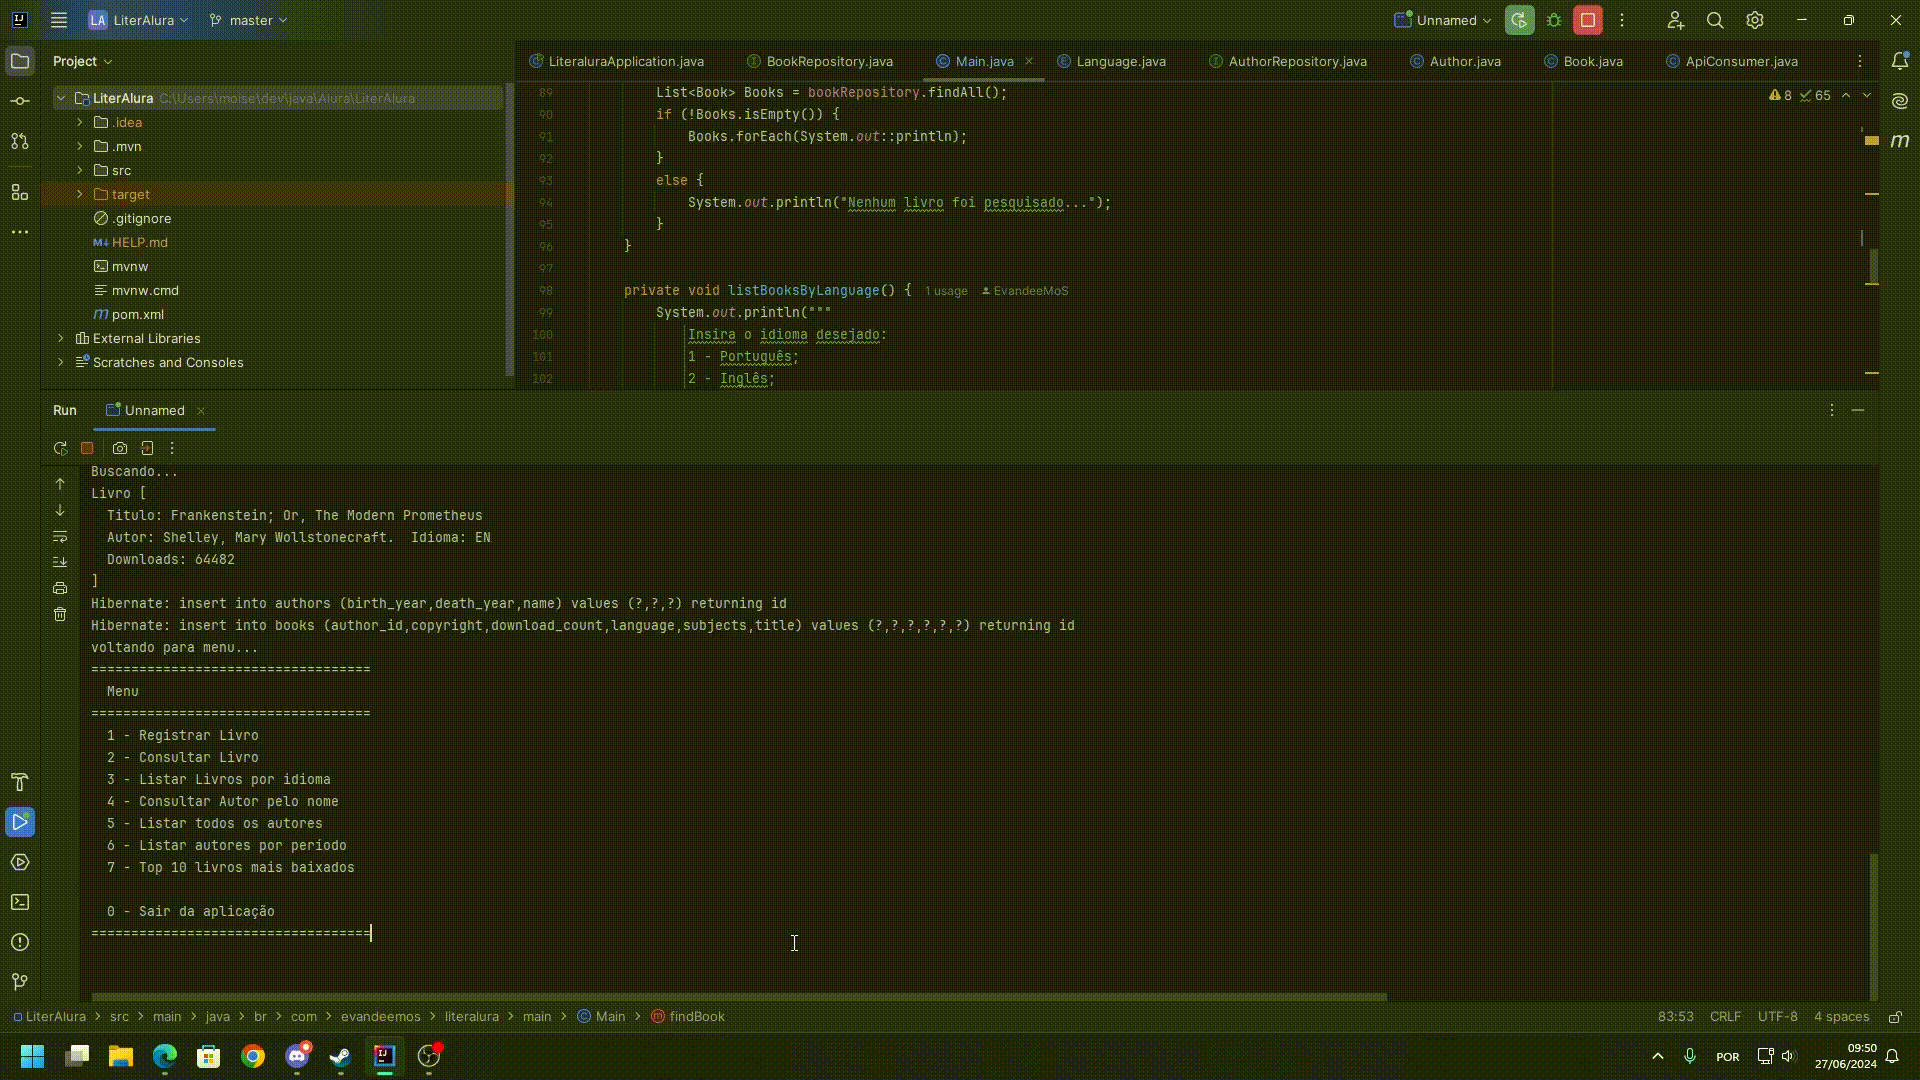 LA LiterAlura master Unnamed
Project
LiteraluraApplication.java BookRepository.java Main.java Language.java AuthorRepository.java Author.java Book.java ApiConsumer.java
LiterAlura C:\Users\moise\dev\java\Alura\LiterAlura
.idea
.mvn
src
target
.gitignore
M↓ HELP.md
mvnw
mvnw.cmd
m pom.xml
External Libraries
Scratches and Consoles
8 65
89 List<Book> Books = bookRepository.findAll();
90 if (!Books.isEmpty()) {
91 Books.forEach(System.out::println);
92 }
93 else {
94 System.out.println("Nenhum livro foi pesquisado...");
95 }
96 }
97
98 private void listBooksByLanguage() { 1 usage EvandeeMoS
99 System.out.println("""
100 Insira o idioma desejado:
101 1 - Português;
102 2 - Inglês;
Run Unnamed
Buscando...
Livro [
Titulo: Frankenstein; Or, The Modern Prometheus
Autor: Shelley, Mary Wollstonecraft. Idioma: EN
Downloads: 64482
]
Hibernate: insert into authors (birth_year,death_year,name) values (?,?,?) returning id
Hibernate: insert into books (author_id,copyright,download_count,language,subjects,title) values (?,?,?,?,?,?) returning id
voltando para menu...
===================================
Menu
===================================
1 - Registrar Livro
2 - Consultar Livro
3 - Listar Livros por idioma
4 - Consultar Autor pelo nome
5 - Listar todos os autores
6 - Listar autores por período
7 - Top 10 livros mais baixados
0 - Sair da aplicação
===================================
LiterAlura > src > main > java > br > com > evandeemos > literalura > main > Main > findBook
83:53 CRLF UTF-8 4 spaces
POR
09:50
27/06/2024